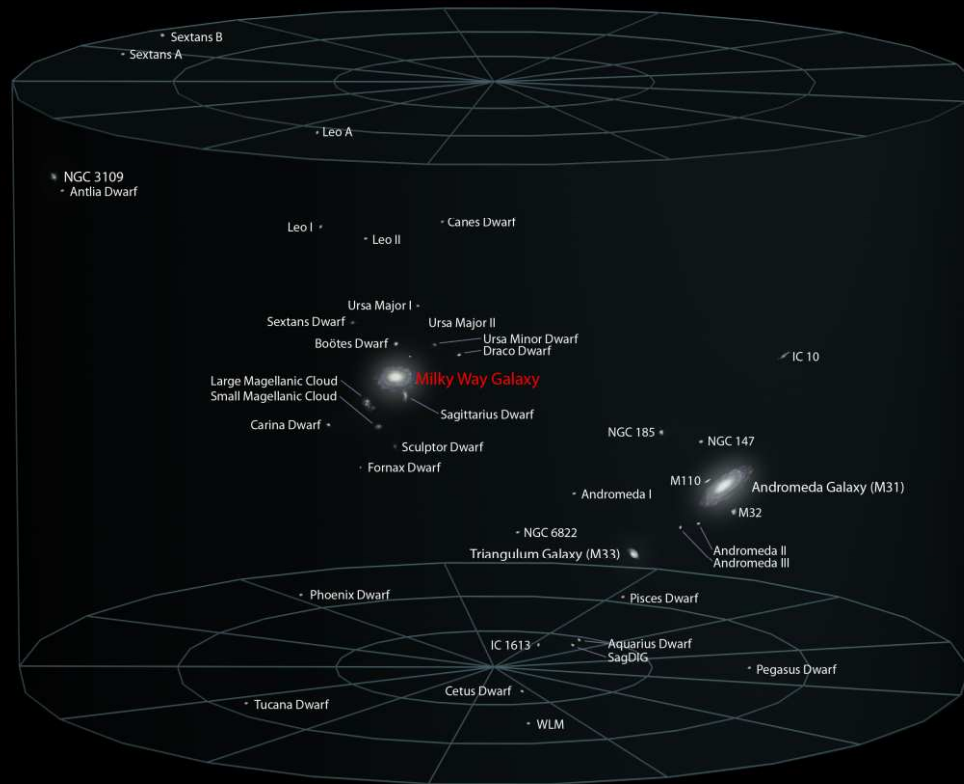 Sextans B
Sextans A
Leo A
NGC 3109
Antlia Dwarf
Canes Dwarf
Leo I
Leo II
Ursa Major I
Sextans Dwarf
Ursa Major II
Ursa Minor Dwarf
Boötes Dwarf
Draco Dwarf
IC 10
Milky Way Galaxy
Large Magellanic Cloud
Small Magellanic Cloud
Sagittarius Dwarf
Carina Dwarf
NGC 185
NGC 147
Sculptor Dwarf
Fornax Dwarf
M110
Andromeda Galaxy (M31)
Andromeda I
M32
NGC 6822
Andromeda II
Triangulum Galaxy (M33)
Andromeda III
Phoenix Dwarf
Pisces Dwarf
IC 1613
Aquarius Dwarf
SagDIG
Pegasus Dwarf
Cetus Dwarf
Tucana Dwarf
WLM